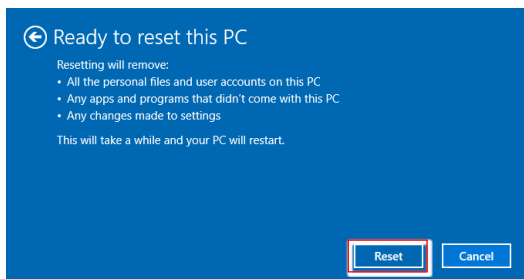 Ready to reset this PC
Resetting will remove:
• All the personal files and user accounts on this PC
• Any apps and programs that didn't come with this PC
• Any changes made to settings
This will take a while and your PC will restart.
Reset Cancel